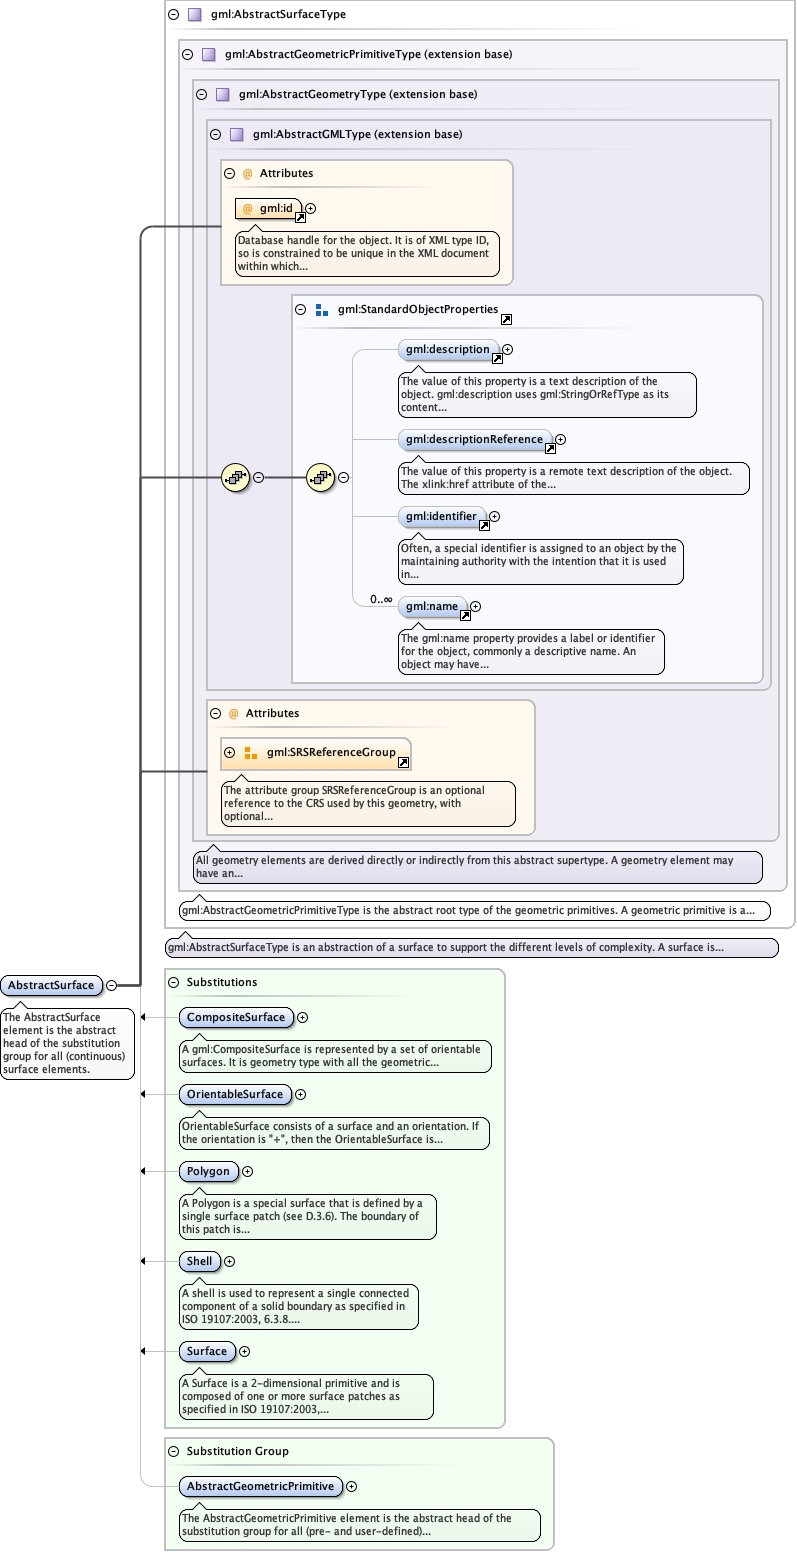 gml:AbstractSurfaceType
gml:AbstractGeometricPrimitiveType (extension base)
gml:AbstractGeometryType (extension base)
gml:AbstractGMLType (extension base)
@ Attributes
@ gml:id
Database handle for the object. It is of XML type ID,
so is constrained to be unique in the XML document
within which...
gml:StandardObjectProperties
gml:description
The value of this property is a text description of the
object. gml:description uses gml:StringOrRefType as its
content...
gml:descriptionReference
The value of this property is a remote text description of the object.
The xlink:href attribute of the...
gml:identifier
Often, a special identifier is assigned to an object by the
maintaining authority with the intention that it is used
in...
0..∞
gml:name
The gml:name property provides a label or identifier
for the object, commonly a descriptive name. An
object may have...
@ Attributes
gml:SRSReferenceGroup
The attribute group SRSReferenceGroup is an optional
reference to the CRS used by this geometry, with
optional...
All geometry elements are derived directly or indirectly from this abstract supertype. A geometry element may
have an...
gml:AbstractGeometricPrimitiveType is the abstract root type of the geometric primitives. A geometric primitive is a...
gml:AbstractSurfaceType is an abstraction of a surface to support the different levels of complexity. A surface is...
AbstractSurface
The AbstractSurface
element is the abstract
head of the substitution
group for all (continuous)
surface elements.
Substitutions
CompositeSurface
A gml:CompositeSurface is represented by a set of orientable
surfaces. It is geometry type with all the geometric...
OrientableSurface
OrientableSurface consists of a surface and an orientation. If
the orientation is "+", then the OrientableSurface is...
Polygon
A Polygon is a special surface that is defined by a
single surface patch (see D.3.6). The boundary of
this patch is...
Shell
A shell is used to represent a single connected
component of a solid boundary as specified in
ISO 19107:2003, 6.3.8....
Surface
A Surface is a 2-dimensional primitive and is
composed of one or more surface patches as
specified in ISO 19107:2003,...
Substitution Group
AbstractGeometricPrimitive
The AbstractGeometricPrimitive element is the abstract head of the
substitution group for all (pre- and user-defined)...